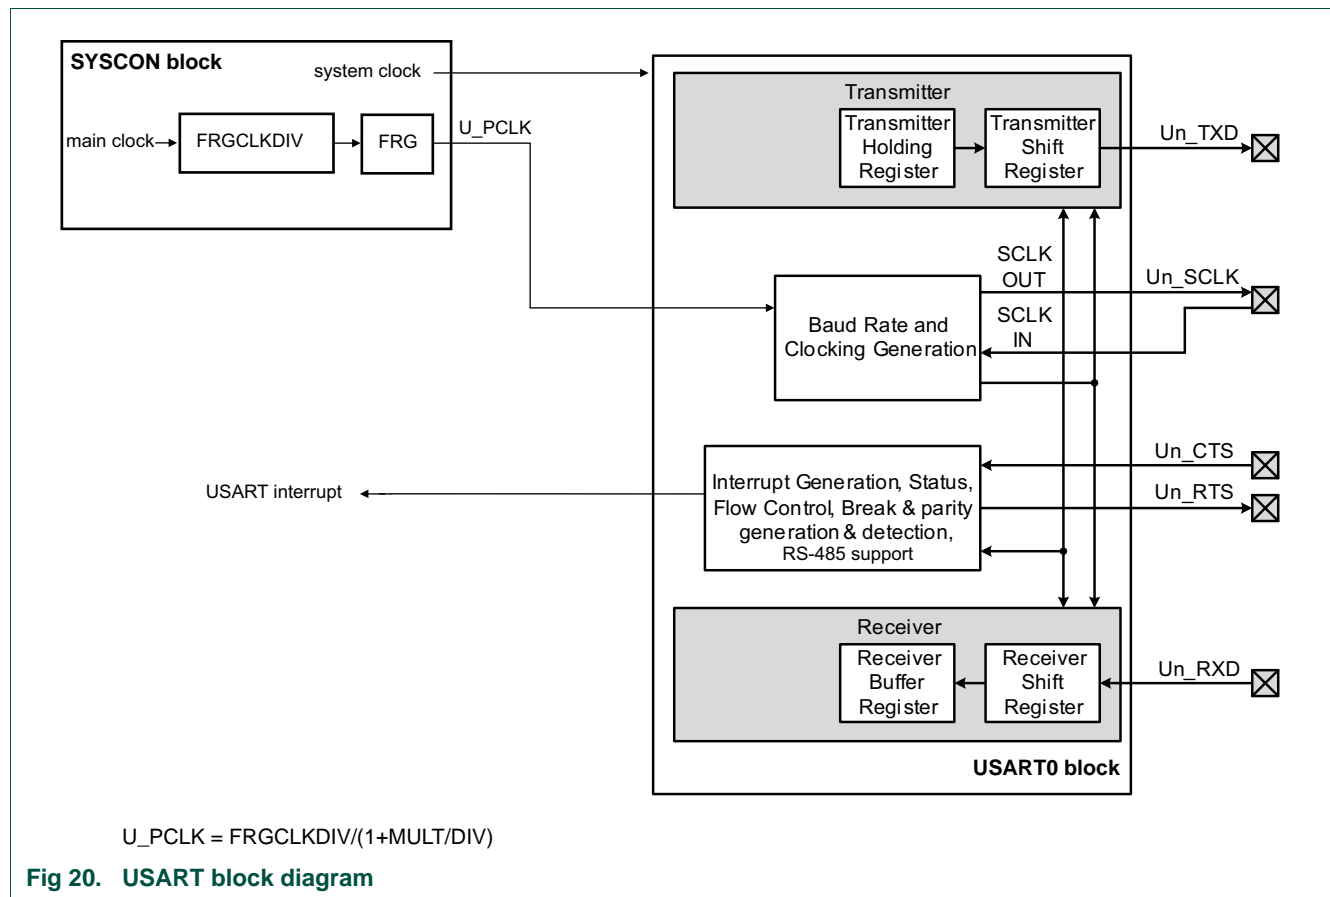 SYSCON block
system clock
main clock
FRGCLKDIV
FRG
U_PCLK
Transmitter
Transmitter
Holding
Register
Transmitter
Shift
Register
Un_TXD
SCLK
OUT
Un_SCLK
Baud Rate and
Clocking Generation
SCLK
IN
Un_CTS
Interrupt Generation, Status,
Flow Control, Break & parity
generation & detection,
RS-485 support
Un_RTS
USART interrupt
Receiver
Receiver
Buffer
Register
Receiver
Shift
Register
Un_RXD
USART0 block
U_PCLK = FRGCLKDIV/(1+MULT/DIV)
Fig 20. USART block diagram